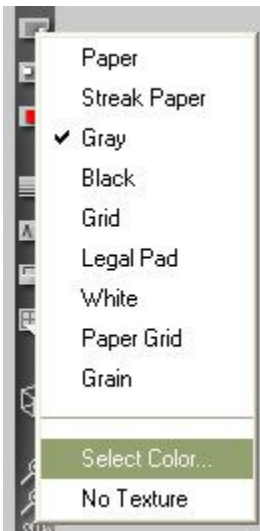 Paper
Streak Paper
Gray
Black
Grid
Legal Pad
White
Paper Grid
Grain
Select Color...
No Texture